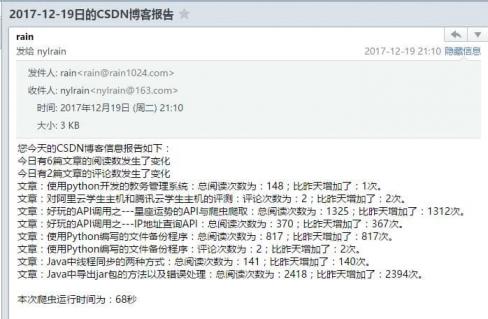 2017-12-19日的CSDN博客报告
rain
发给 nylrain
2017-12-19 21:10 隐藏信息
发件人: rain<rain@rain1024.com>
收件人: nylrain<nylrain@163.com>
时间: 2017年12月19日 (周二) 21:10
大小: 3 KB
您今天的CSDN博客信息报告如下：
今日有6篇文章的阅读数发生了变化
今日有2篇文章的评论数发生了变化
文章：使用python开发的教务管理系统：总阅读次数为：148；比昨天增加了：1次。
文章：对阿里云学生主机和腾讯云学生主机的评测：评论次数为：2；比昨天增加了：2次。
文章：好玩的API调用之---星座运势的API与爬虫爬取：总阅读次数为：1325；比昨天增加了：1312次。
文章：好玩的API调用之---IP地址查询API：总阅读次数为：370；比昨天增加了：367次。
文章：使用Python编写的文件备份程序：总阅读次数为：817；比昨天增加了：817次。
文章：使用Python编写的文件备份程序：评论次数为：2；比昨天增加了：2次。
文章：Java中线程同步的两种方式：总阅读次数为：141；比昨天增加了：140次。
文章：Java中导出jar包的方法以及错误处理：总阅读次数为：2418；比昨天增加了：2394次。
本次爬虫运行时间为：68秒